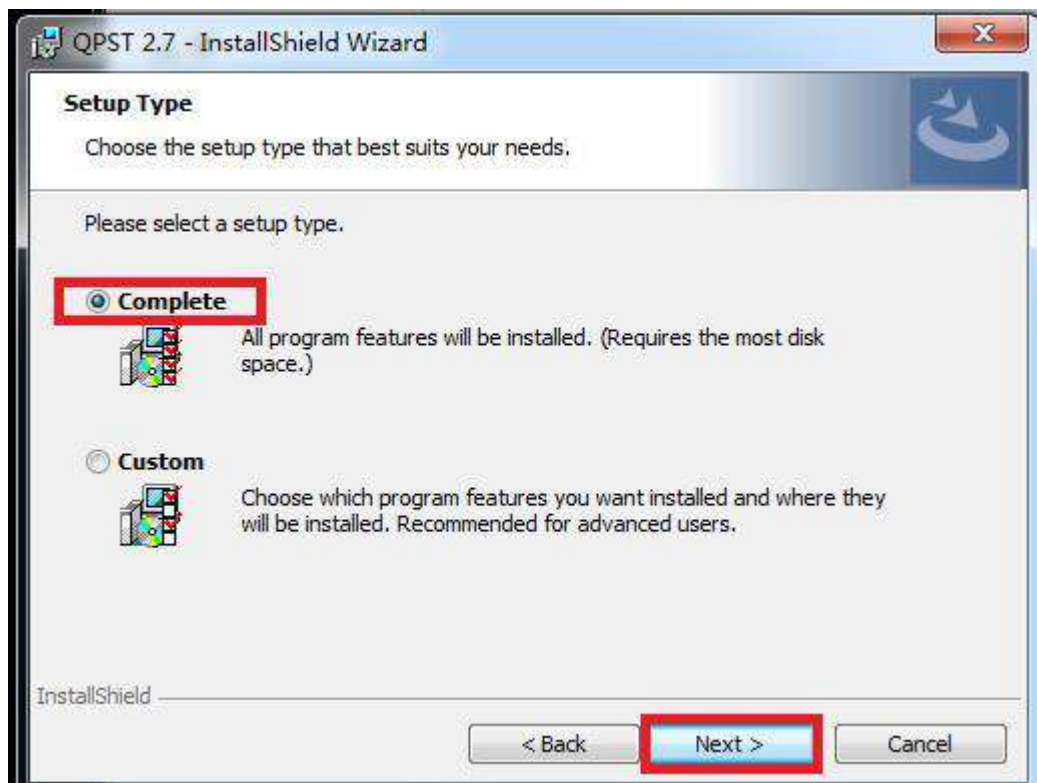 QPST 2.7 - InstallShield Wizard
Setup Type
Choose the setup type that best suits your needs.
Please select a setup type.
Complete
All program features will be installed. (Requires the most disk
space.)
Custom
Choose which program features you want installed and where they
will be installed. Recommended for advanced users.
InstallShield
< Back
Next >
Cancel